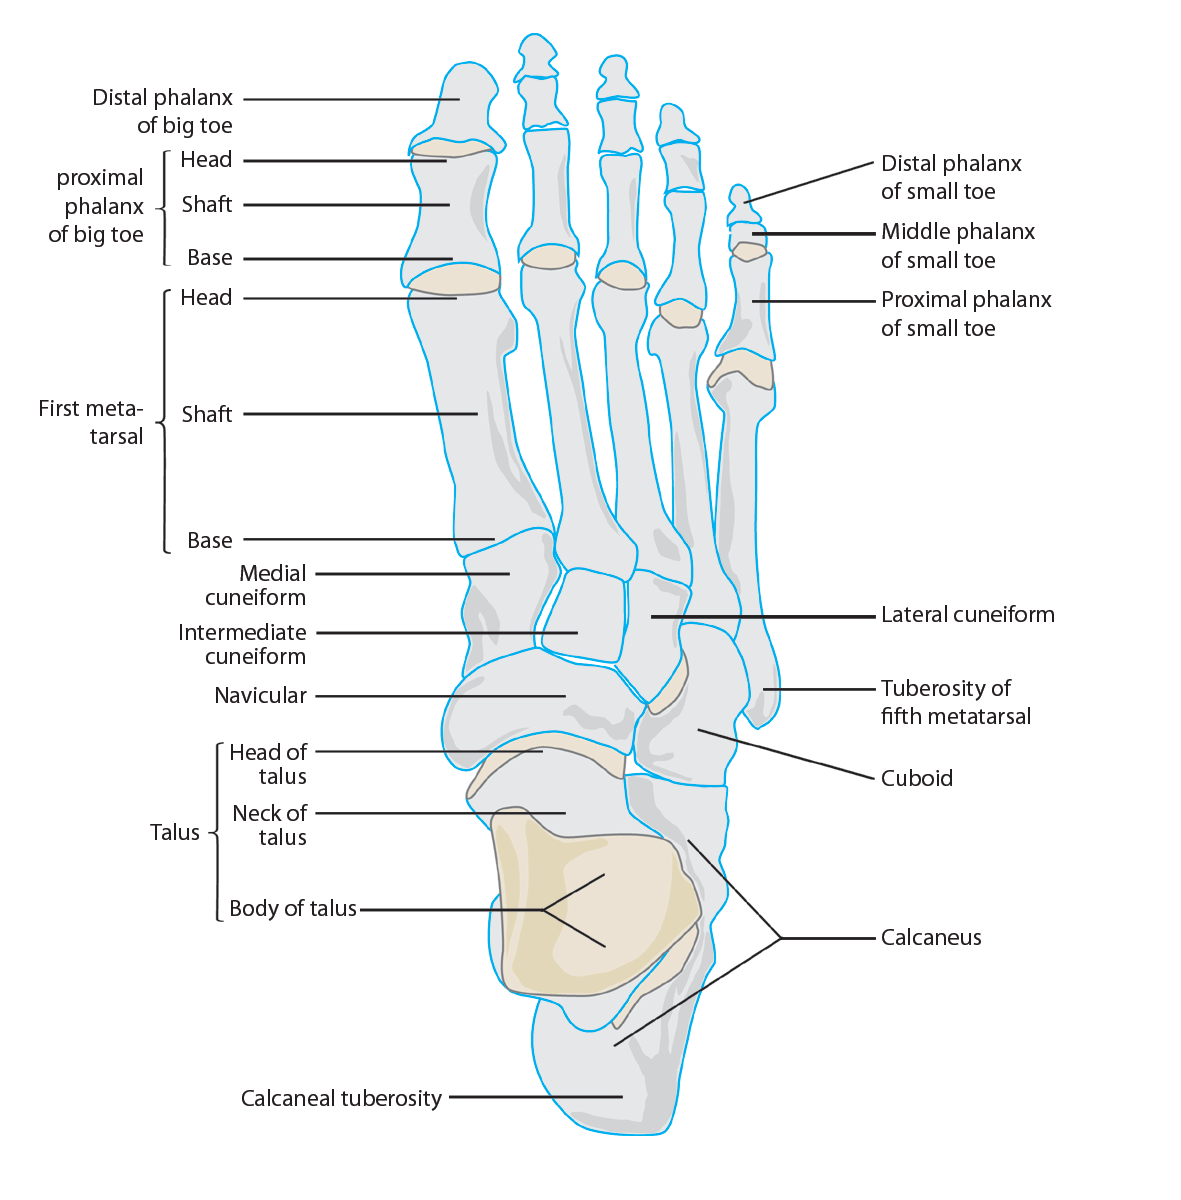 Distal phalanx
of big toe
proximal
phalanx
of big toe
Head
Shaft
Base
First meta-
tarsal
Head
Shaft
Base
Medial
cuneiform
Intermediate
cuneiform
Navicular
Talus
Head of
talus
Neck of
talus
Body of talus
Calcaneal tuberosity
Distal phalanx
of small toe
Middle phalanx
of small toe
Proximal phalanx
of small toe
Lateral cuneiform
Tuberosity of
fifth metatarsal
Cuboid
Calcaneus